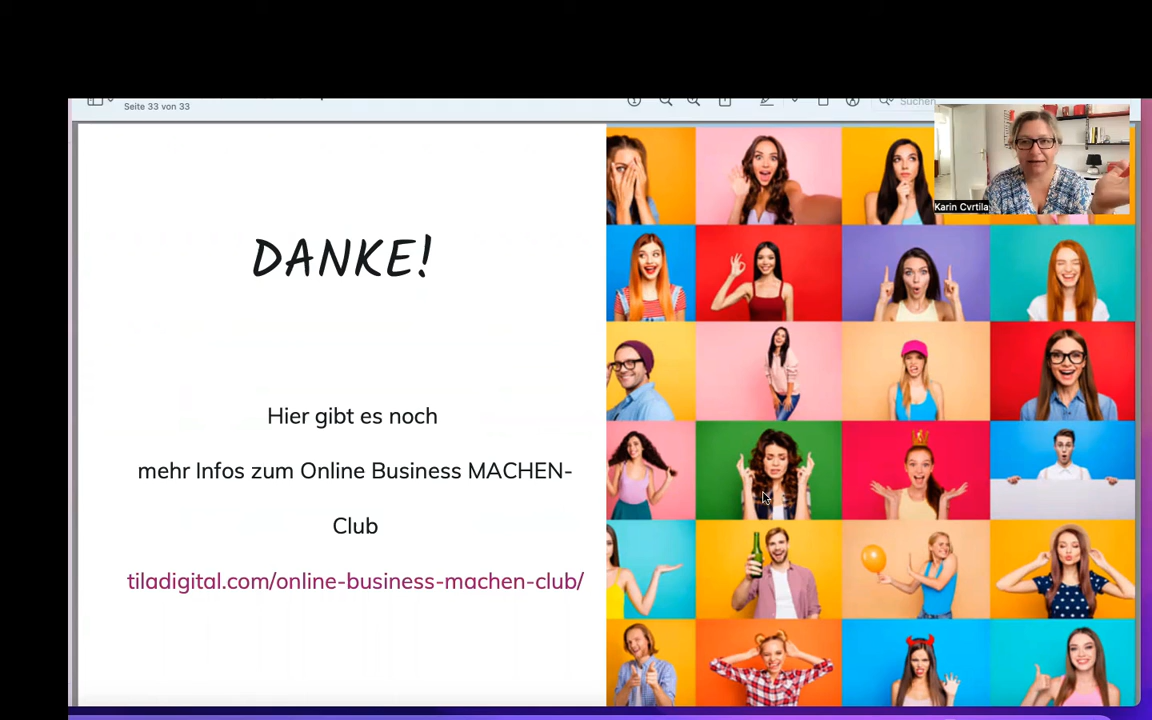 Seite 33 von 33
Suchen
Karin Cvrtila
DANKE!
Hier gibt es noch
mehr Infos zum Online Business MACHEN-
Club
tiladigital.com/online-business-machen-club/